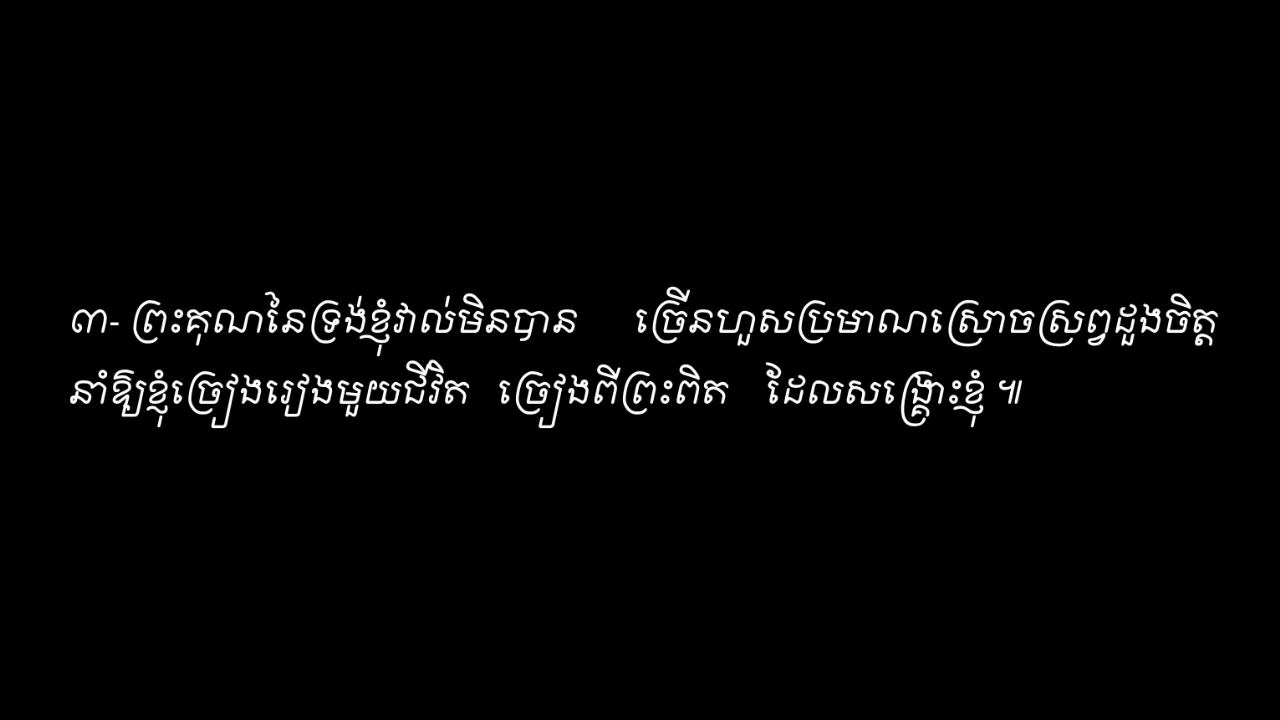 ៣- ព្រះគុណនៃទ្រង់ខ្ញុំវាល់មិនបាន ច្រើនហួសប្រមាណស្រោចស្រព្វដួងចិត្ត
នាំឱ្យខ្ញុំច្រៀងរៀងមួយជីវិត ច្រៀងពីព្រះពិត ដែលសង្គ្រោះខ្ញុំ ៕